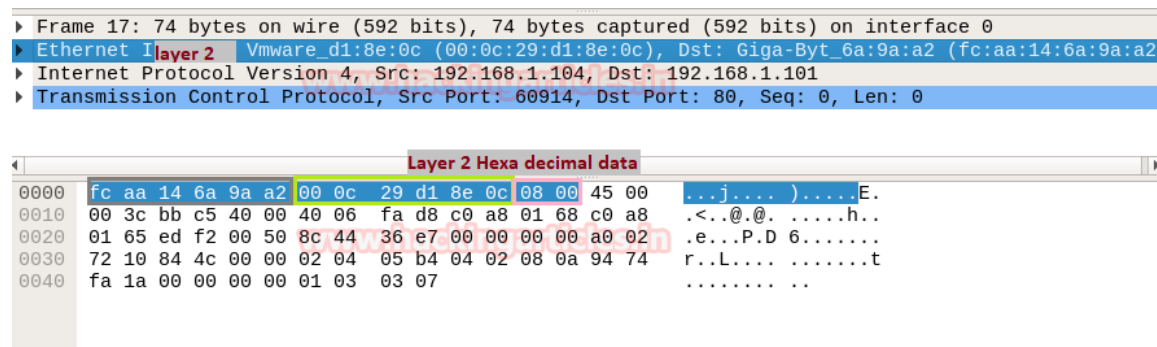 Frame 17: 74 bytes on wire (592 bits), 74 bytes captured (592 bits) on interface 0
Ethernet I layer 2 Vmware_d1:8e:0c (00:0c:29:d1:8e:0c), Dst: Giga-Byt_6a:9a:a2 (fc:aa:14:6a:9a:a2
Internet Protocol Version 4, Src: 192.168.1.104, Dst: 192.168.1.101
www.hackingarticles.in
Transmission Control Protocol, Src Port: 60914, Dst Port: 80, Seq: 0, Len: 0
Layer 2 Hexa decimal data
0000 fc aa 14 6a 9a a2 00 0c 29 d1 8e 0c 08 00 45 00 ...j.... ).....E.
0010 00 3c bb c5 40 00 40 06 fa d8 c0 a8 01 68 c0 a8 .<..@.@. .....h..
0020 01 65 ed f2 00 50 8c 44 36 e7 00 00 00 00 a0 02 .e...P.D 6.......
www.hackingarticles.in
0030 72 10 84 4c 00 00 02 04 05 b4 04 02 08 0a 94 74 r..L.... .......t
0040 fa 1a 00 00 00 00 01 03 03 07 ........ ..